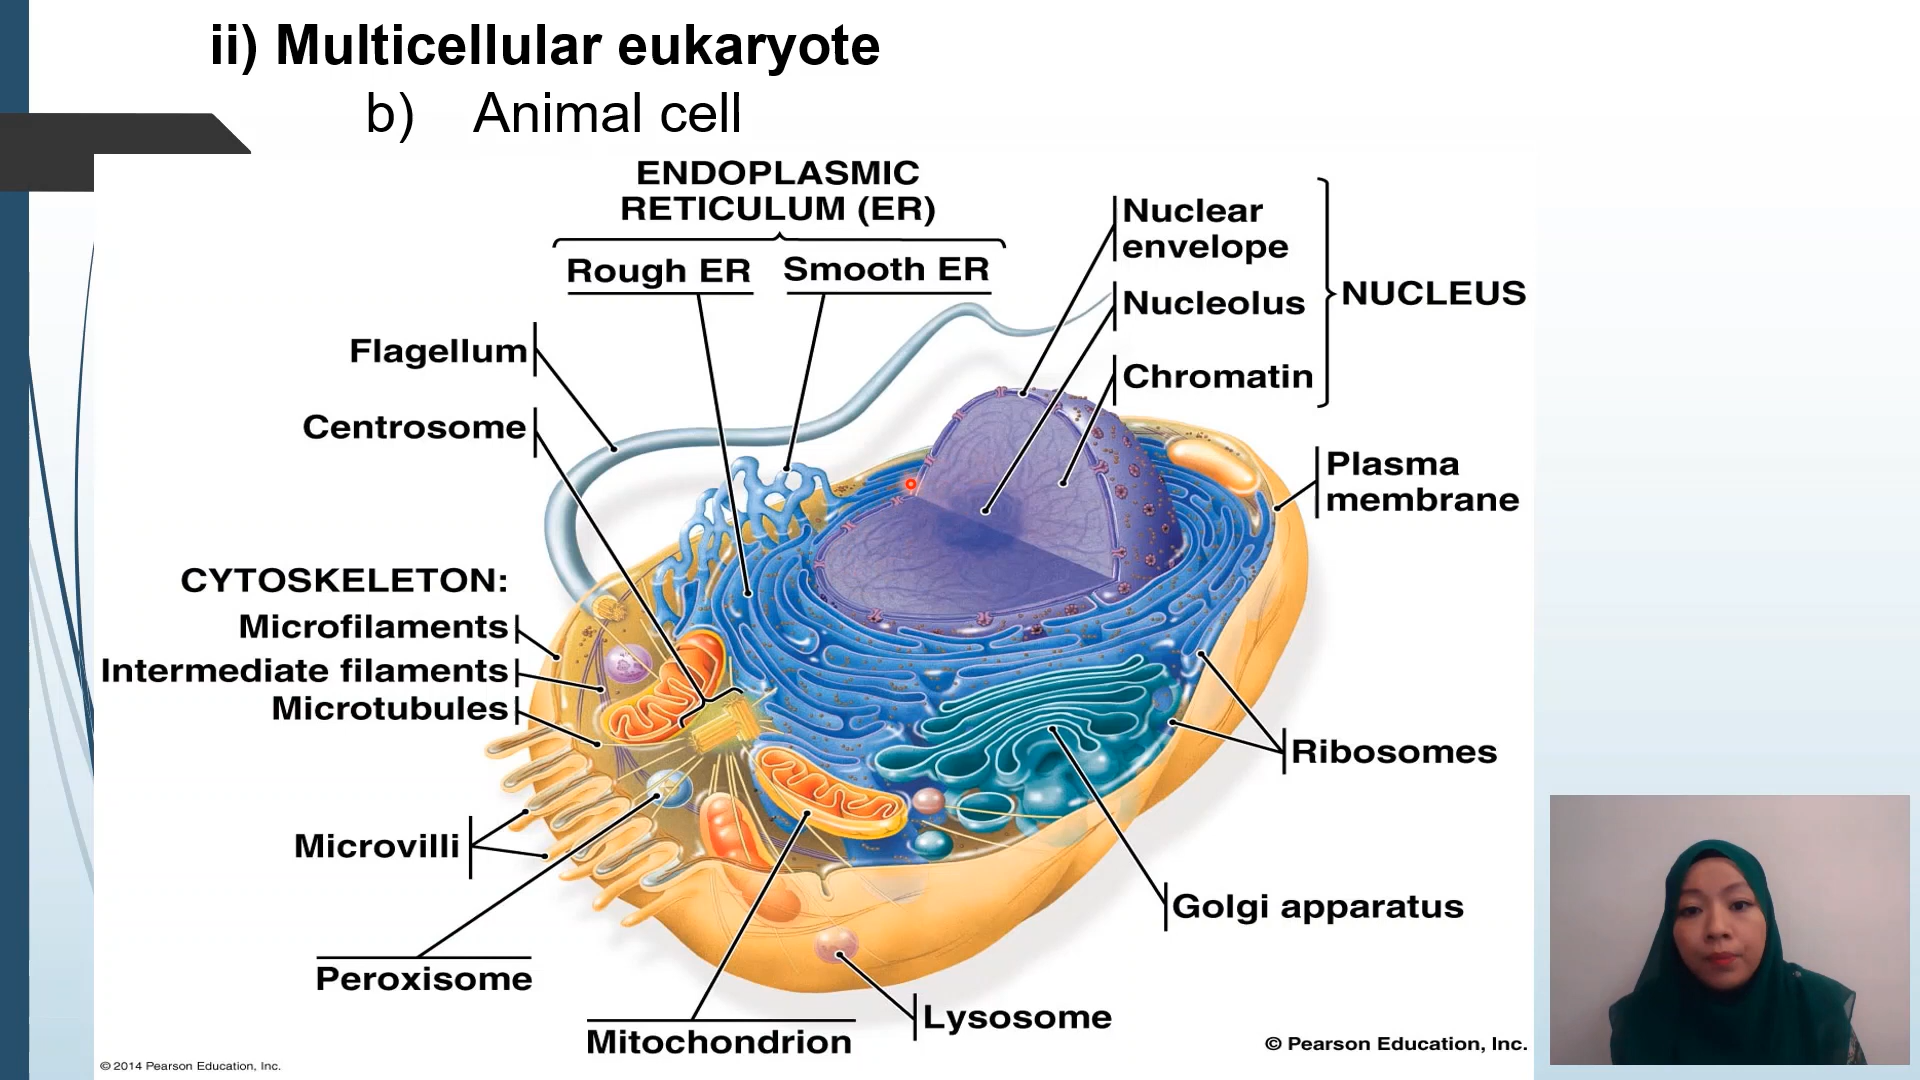 ii) Multicellular eukaryote
b) Animal cell
ENDOPLASMIC
RETICULUM (ER)
Rough ER
Smooth ER
Nuclear
envelope
Nucleolus
Chromatin
NUCLEUS
Flagellum
Centrosome
Plasma
membrane
CYTOSKELETON:
Microfilaments
Intermediate filaments
Microtubules
Ribosomes
Microvilli
Golgi apparatus
Peroxisome
Mitochondrion
Lysosome
© Pearson Education, Inc.
© 2014 Pearson Education, Inc.